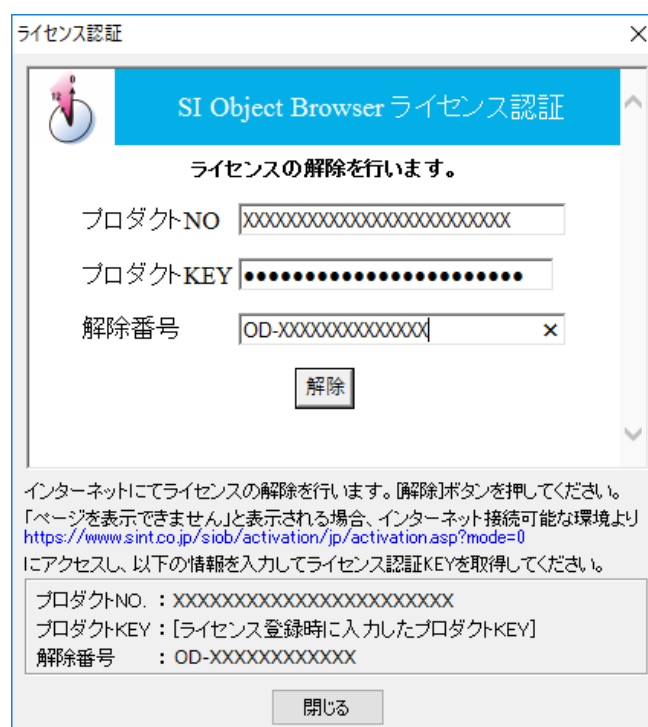 ライセンス認証
SI Object Browser ライセンス認証
ライセンスの解除を行います。
プロダクトNO XXXXXXXXXXXXXXXXXXXXXXXXX
プロダクトKEY ●●●●●●●●●●●●●●●●●●●●●●●
解除番号 OD-XXXXXXXXXXXXXX
解除
インターネットにてライセンスの解除を行います。[解除]ボタンを押してください。
「ページを表示できません」と表示される場合、インターネット接続可能な環境より
https://www.sint.co.jp/siob/activation/jp/activation.asp?mode=0
にアクセスし、以下の情報を入力してライセンス認証KEYを取得してください。
プロダクトNO. : XXXXXXXXXXXXXXXXXXXXXXX
プロダクトKEY : [ライセンス登録時に入力したプロダクトKEY]
解除番号 : OD-XXXXXXXXXXXX
閉じる